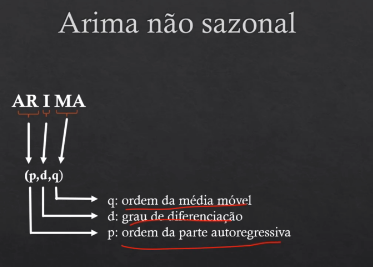 Arima não sazonal
AR I MA
(p,d,q)
q: ordem da média móvel
d: grau de diferenciação
p: ordem da parte autoregressiva